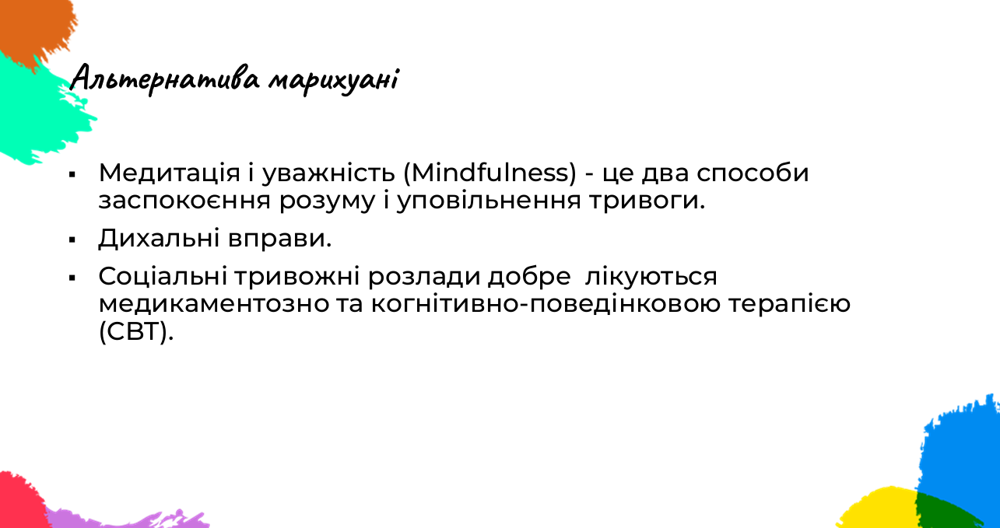 Альтернатива марихуані
▪ Медитація і уважність (Mindfulness) - це два способи
заспокоєння розуму і уповільнення тривоги.
▪ Дихальні вправи.
▪ Соціальні тривожні розлади добре  лікуються
медикаментозно та когнітивно-поведінковою терапією
(СВТ).